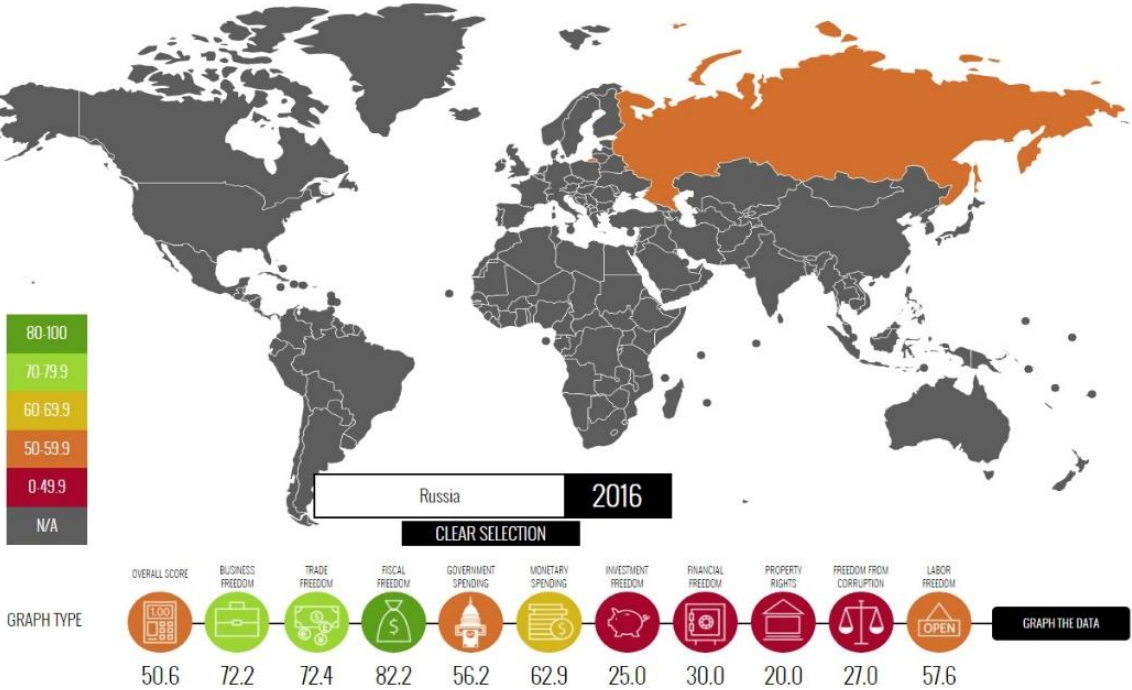 80-100
70-79.9
60-69.9
50-59.9
0-49.9
N/A
Russia 2016
CLEAR SELECTION
GRAPH TYPE
OVERALL SCORE
50.6
BUSINESS
FREEDOM
72.2
TRADE
FREEDOM
72.4
FISCAL
FREEDOM
82.2
GOVERNMENT
SPENDING
56.2
MONETARY
SPENDING
62.9
INVESTMENT
FREEDOM
25.0
FINANCIAL
FREEDOM
30.0
PROPERTY
RIGHTS
20.0
FREEDOM FROM
CORRUPTION
27.0
LABOR
FREEDOM
57.6
1.00
$
€
$
¥
$
$
OPEN
GRAPH THE DATA